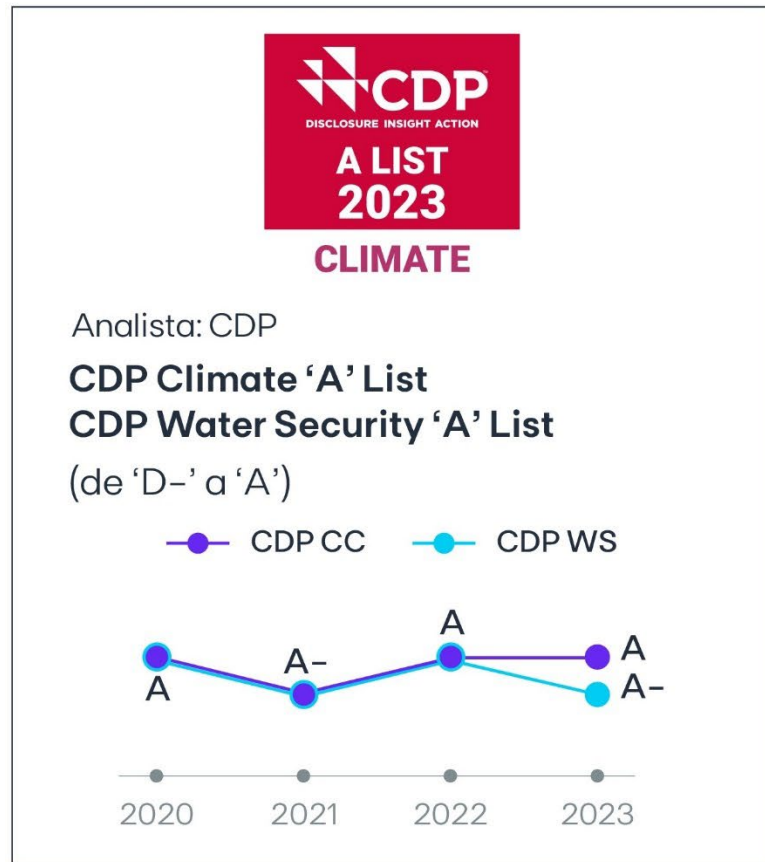 CDP
DISCLOSURE INSIGHT ACTION
A LIST
2023
CLIMATE
Analista: CDP
CDP Climate ‘A’ List
CDP Water Security ‘A’ List
(de ‘D-’ a ‘A’)
CDP CC CDP WS
A A- A A
A-
2020 2021 2022 2023